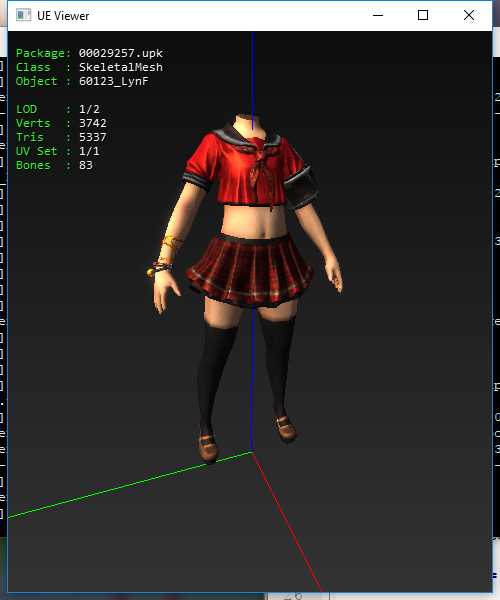 UE Viewer
Package: 00029257.upk
Class : SkeletalMesh
Object : 60123_LynF
LOD : 1/2
Verts : 3742
Tris : 5337
UV Set : 1/1
Bones : 83
26